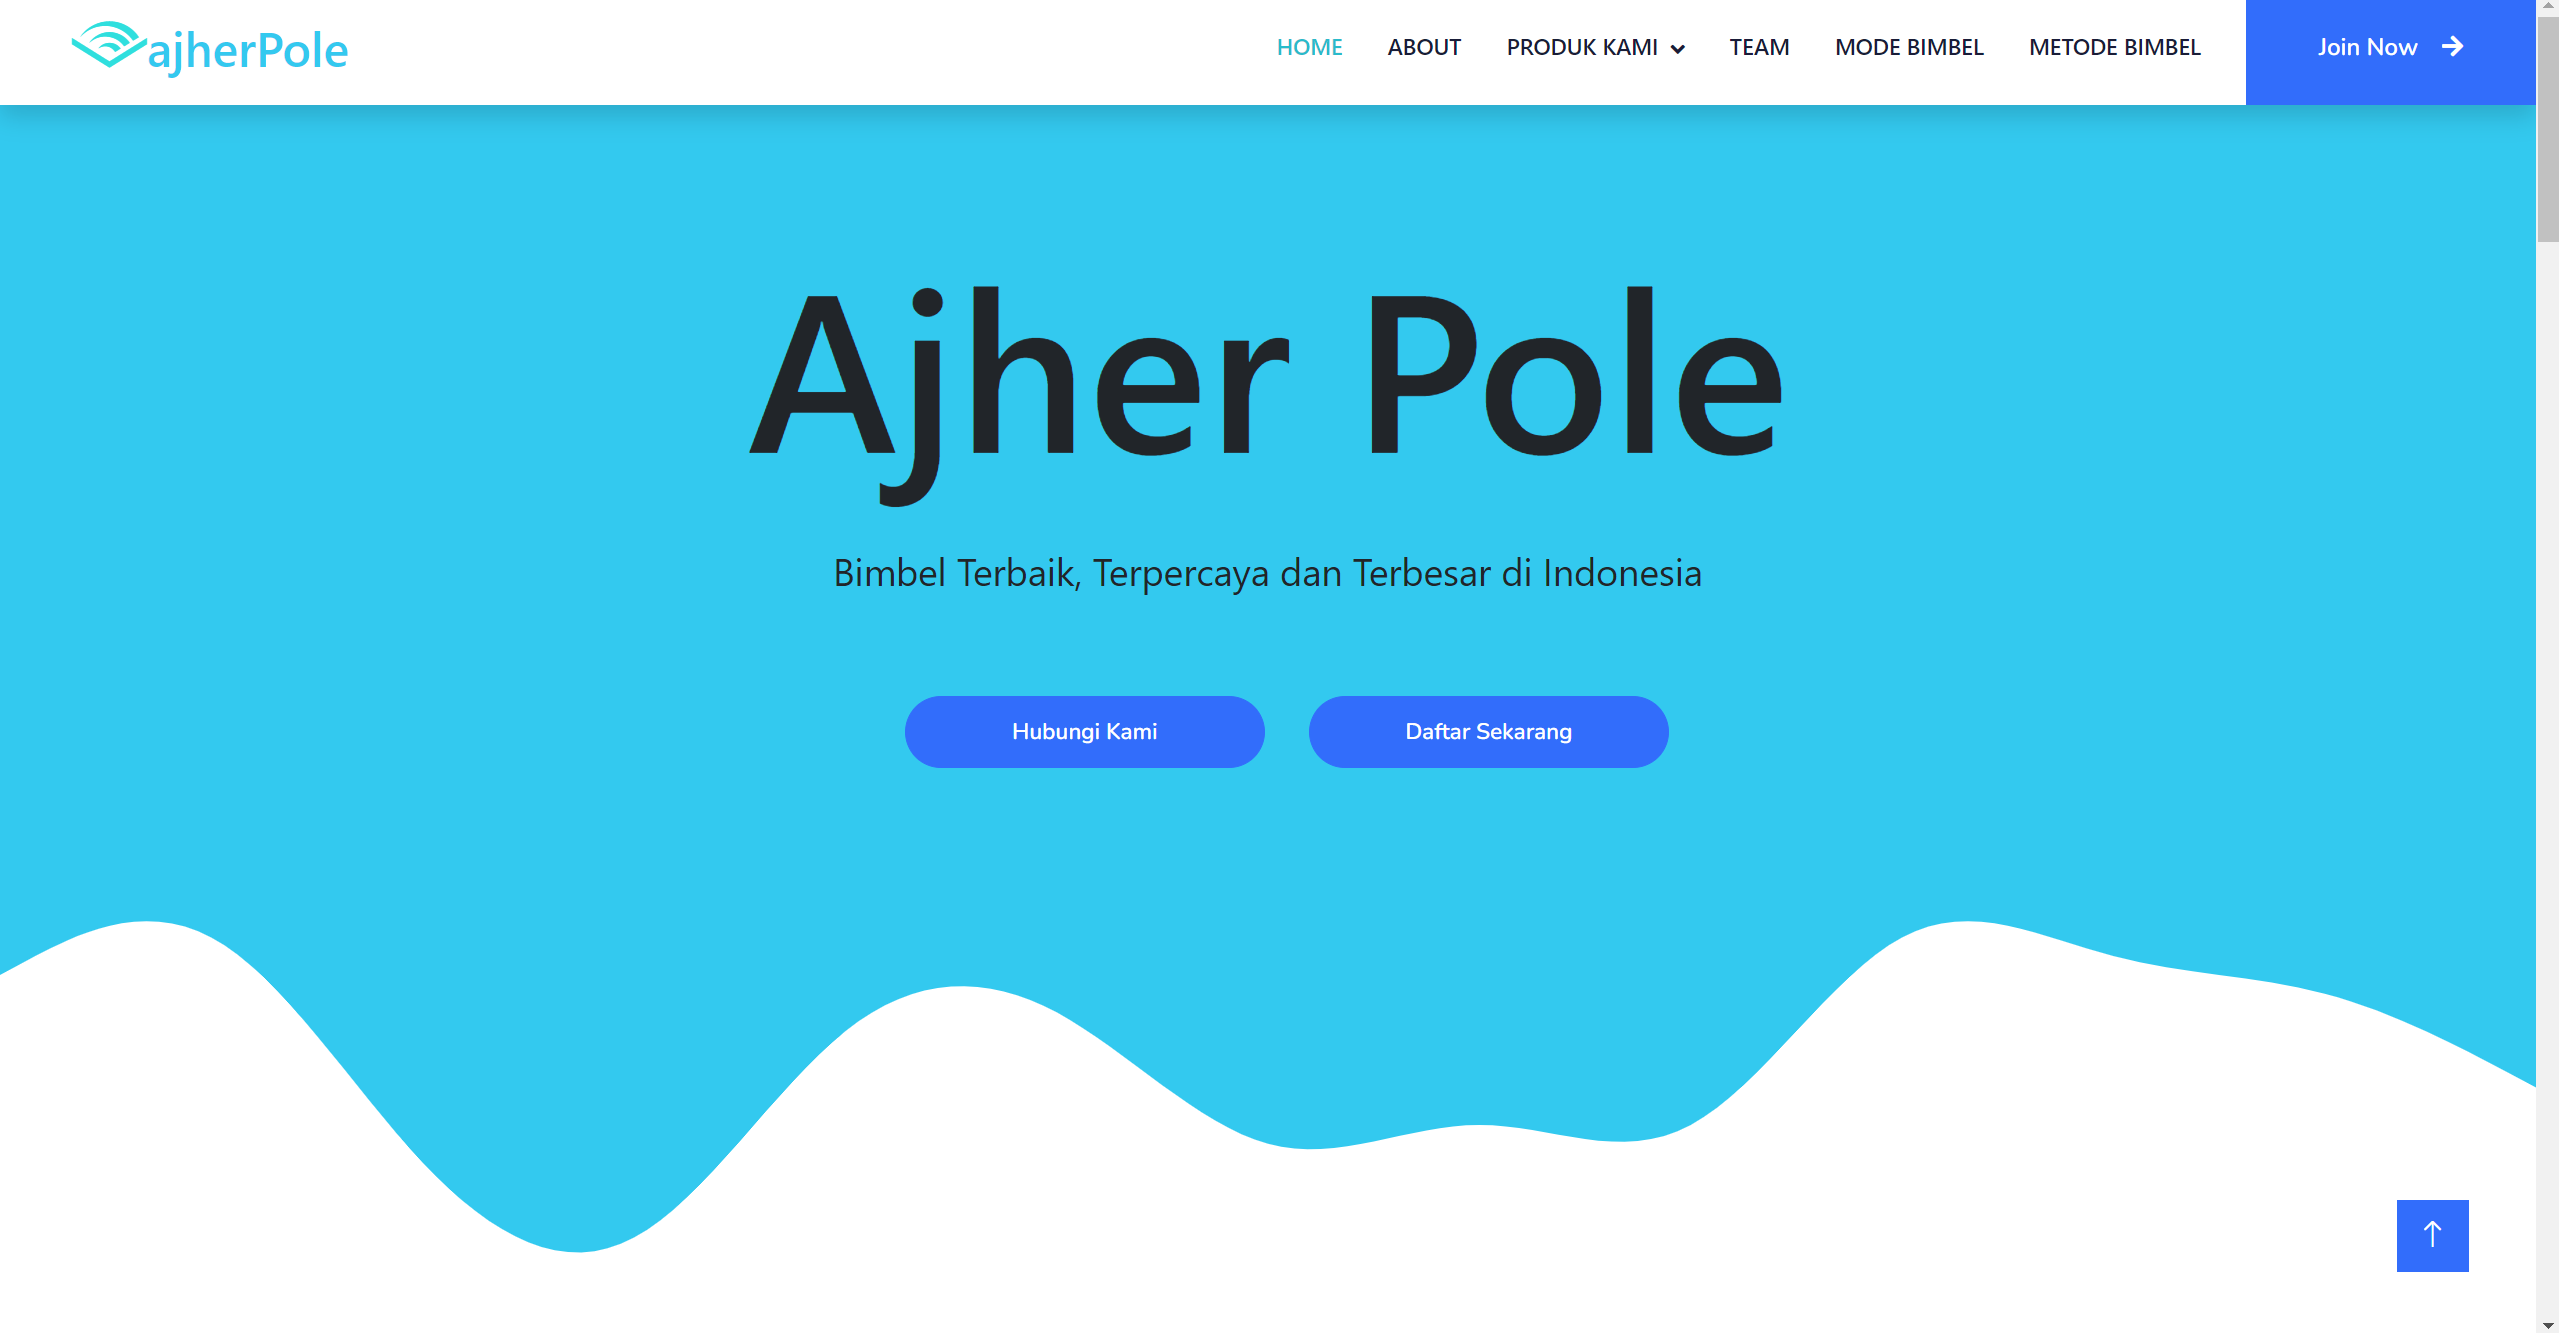 ajherPole
HOME ABOUT PRODUK KAMI TEAM MODE BIMBEL METODE BIMBEL Join Now
Ajher Pole
Bimbel Terbaik, Terpercaya dan Terbesar di Indonesia
Hubungi Kami Daftar Sekarang